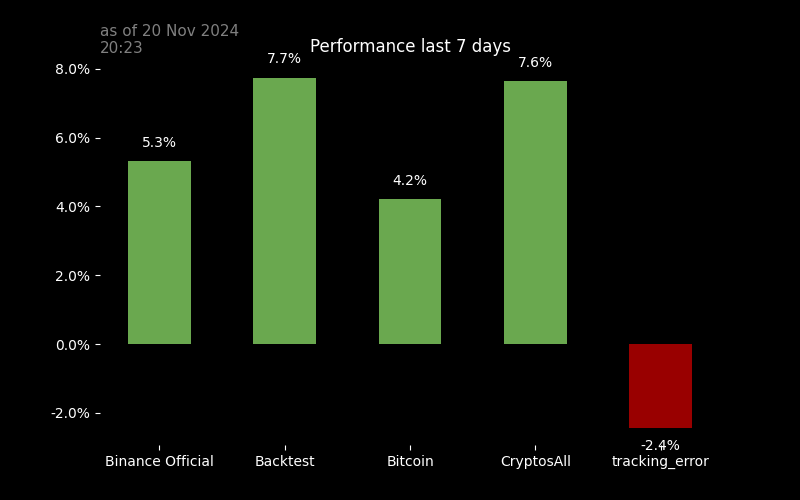 as of 20 Nov 2024
20:23
Performance last 7 days
8.0%
6.0%
4.0%
2.0%
0.0%
-2.0%
5.3%
7.7%
4.2%
7.6%
-2.4%
Binance Official
Backtest
Bitcoin
CryptosAll
tracking_error